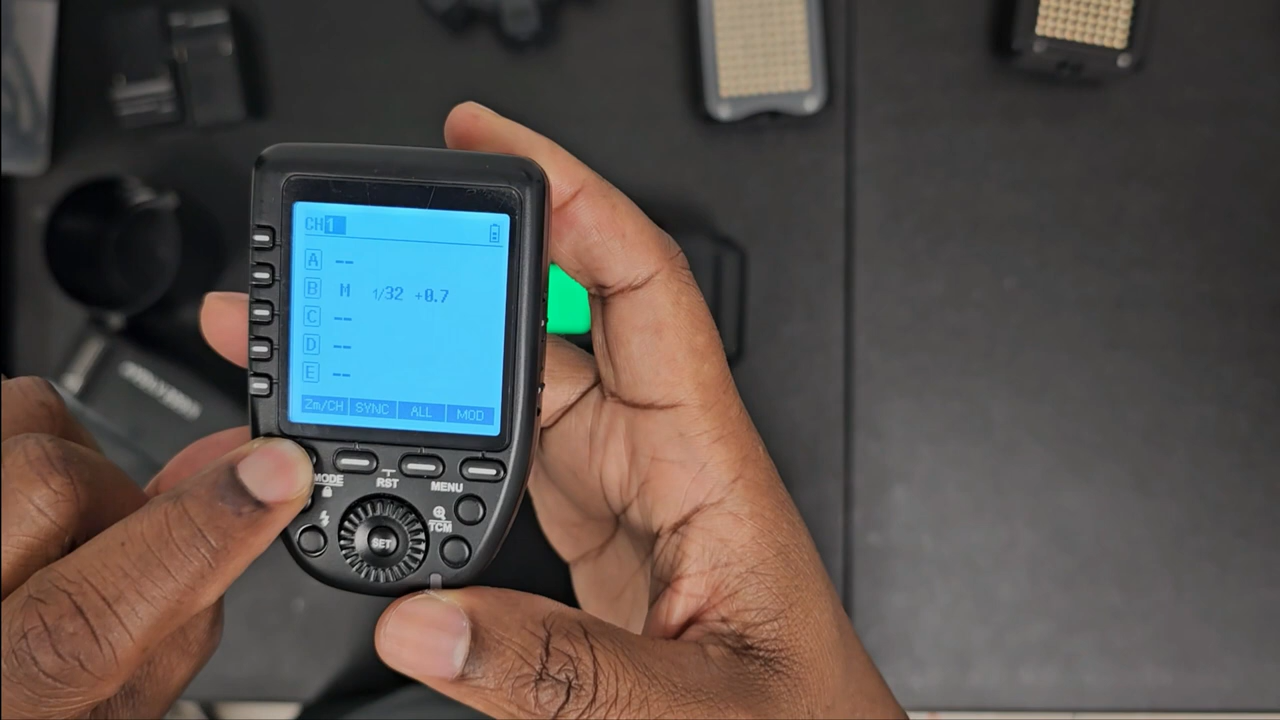 CH1
A --
B M 1/32 +0.7
C --
D --
E --
Zm/CH SYNC ALL MOD
MODE RST MENU
TCM
SET